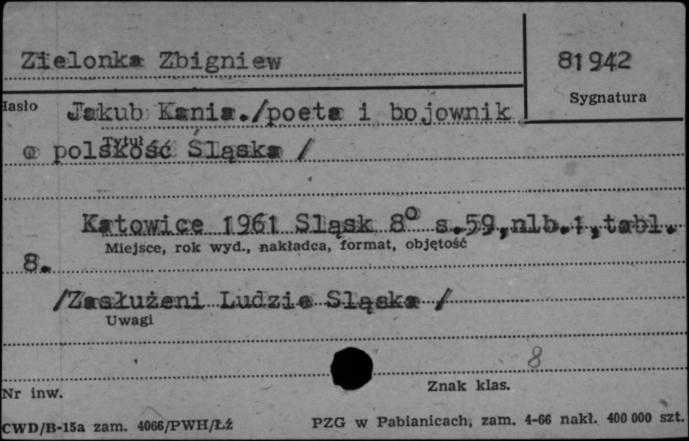 Zielonka Zbigniew
81942
Sygnatura
Hasło
Jakub Kania./poeta i bojownik
Tytuł
o polskość Śląska /
Katowice 1961 Śląsk 8° s.59,nlb.1,tabl.
Miejsce, rok wyd., nakładca, format, objętość
8.
/Zasłużeni Ludzie Śląska /
Uwagi
8
Nr inw.
Znak klas.
CWD/B-15a zam. 4066/PWH/Łź
PZG w Pabianicach, zam. 4-66 nakł. 400 000 szt.